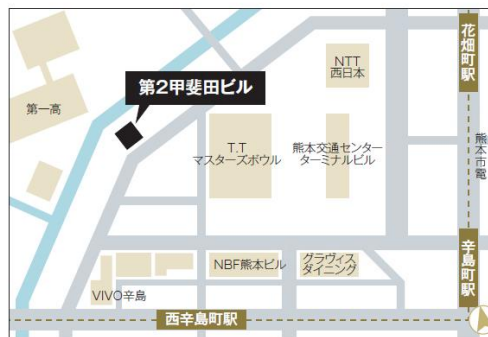 花畑町駅
NTT
西日本
第2甲斐田ビル
第一高
T.T
マスターズボウル
熊本交通センター
ターミナルビル
熊本市電
辛島町駅
NBF熊本ビル
グラヴィス
ダイニング
VIVO辛島
西辛島町駅